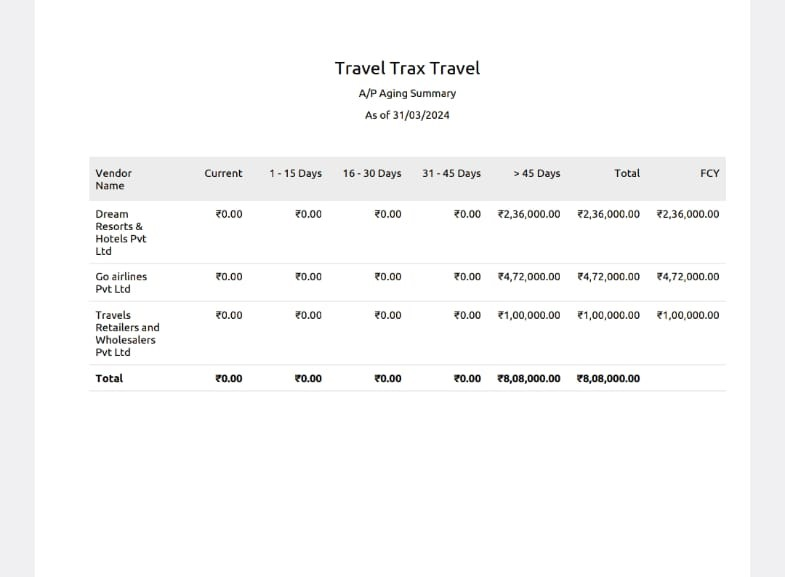 Travel Trax Travel
A/P Aging Summary
As of 31/03/2024
Vendor Name Current 1 - 15 Days 16 - 30 Days 31 - 45 Days > 45 Days Total FCY
Dream Resorts & Hotels Pvt Ltd ₹0.00 ₹0.00 ₹0.00 ₹0.00 ₹2,36,000.00 ₹2,36,000.00 ₹2,36,000.00
Go airlines Pvt Ltd ₹0.00 ₹0.00 ₹0.00 ₹0.00 ₹4,72,000.00 ₹4,72,000.00 ₹4,72,000.00
Travels Retailers and Wholesalers Pvt Ltd ₹0.00 ₹0.00 ₹0.00 ₹0.00 ₹1,00,000.00 ₹1,00,000.00 ₹1,00,000.00
Total ₹0.00 ₹0.00 ₹0.00 ₹0.00 ₹8,08,000.00 ₹8,08,000.00